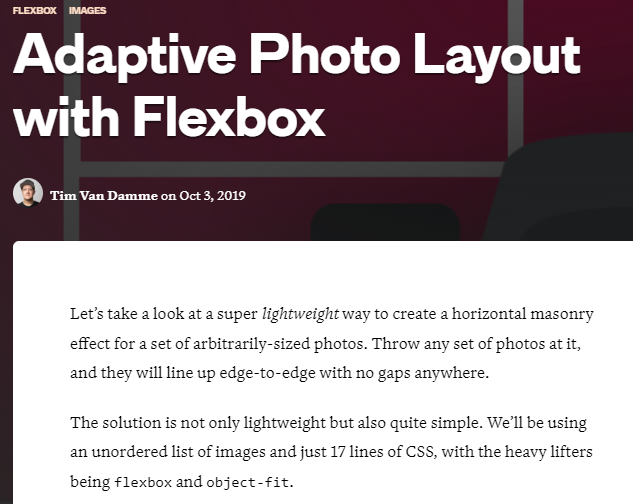 FLEXBOX IMAGES
Adaptive Photo Layout
with Flexbox
Tim Van Damme on Oct 3, 2019
Let’s take a look at a super lightweight way to create a horizontal masonry
effect for a set of arbitrarily-sized photos. Throw any set of photos at it,
and they will line up edge-to-edge with no gaps anywhere.
The solution is not only lightweight but also quite simple. We’ll be using
an unordered list of images and just 17 lines of CSS, with the heavy lifters
being flexbox and object-fit.